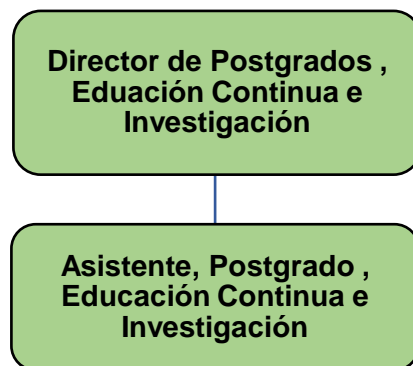 Director de Postgrados ,
Eduación Continua e
Investigación
Asistente, Postgrado ,
Educación Continua e
Investigación